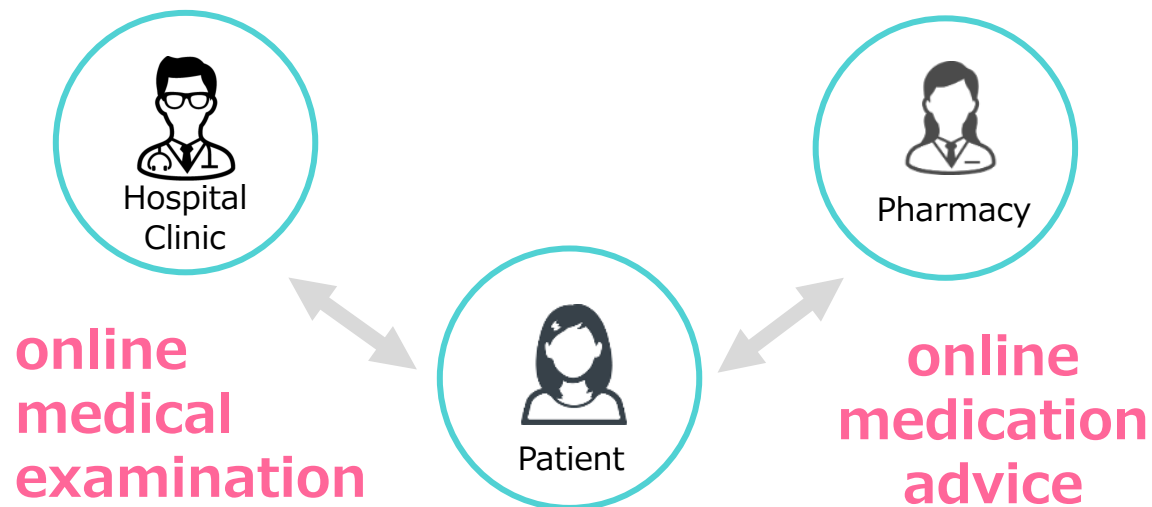 Hospital
Clinic
Pharmacy
Patient
online
medical
examination
online
medication
advice